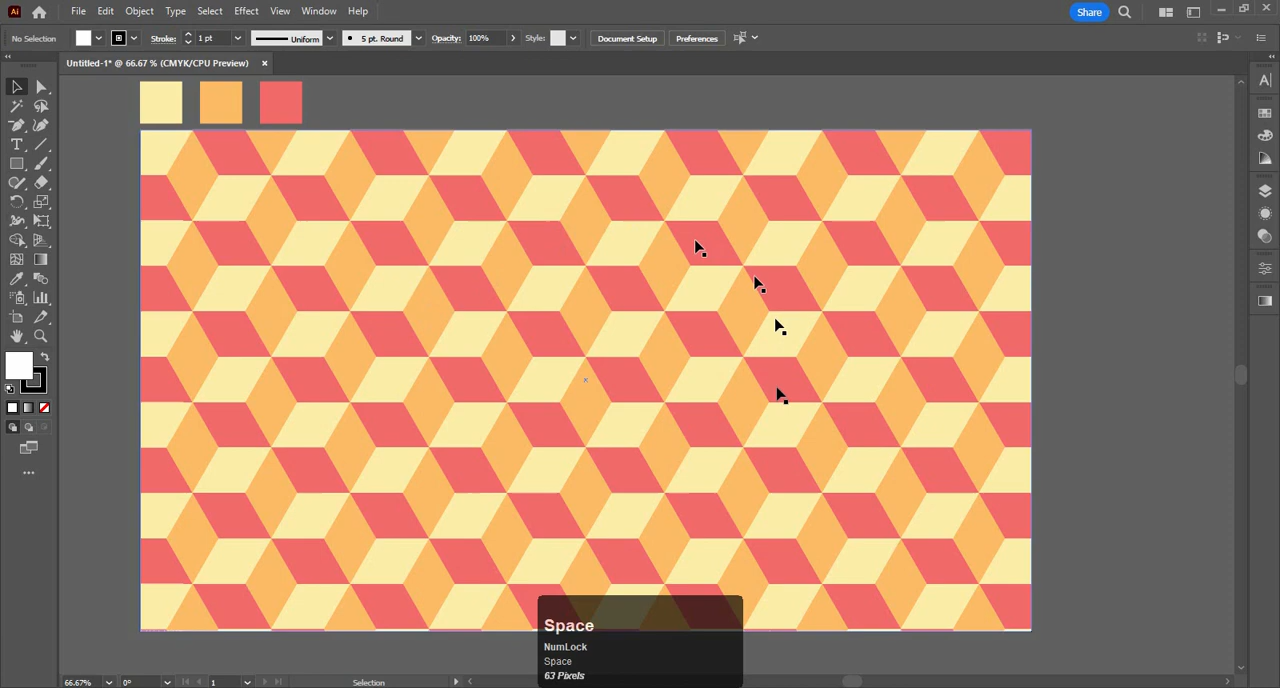 Ai File Edit Object Type Select Effect View Window Help Share
No Selection Stroke: 1 pt Uniform 5 pt. Round Opacity: 100% Style: Document Setup Preferences
Untitled-1* @ 66.67 % (CMYK/CPU Preview) ×
Space
NumLock
Space
63 Pixels
66.67% 0° 1 Selection